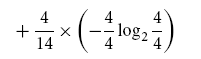 + 4/14 × (−4/4 log₂ 4/4)